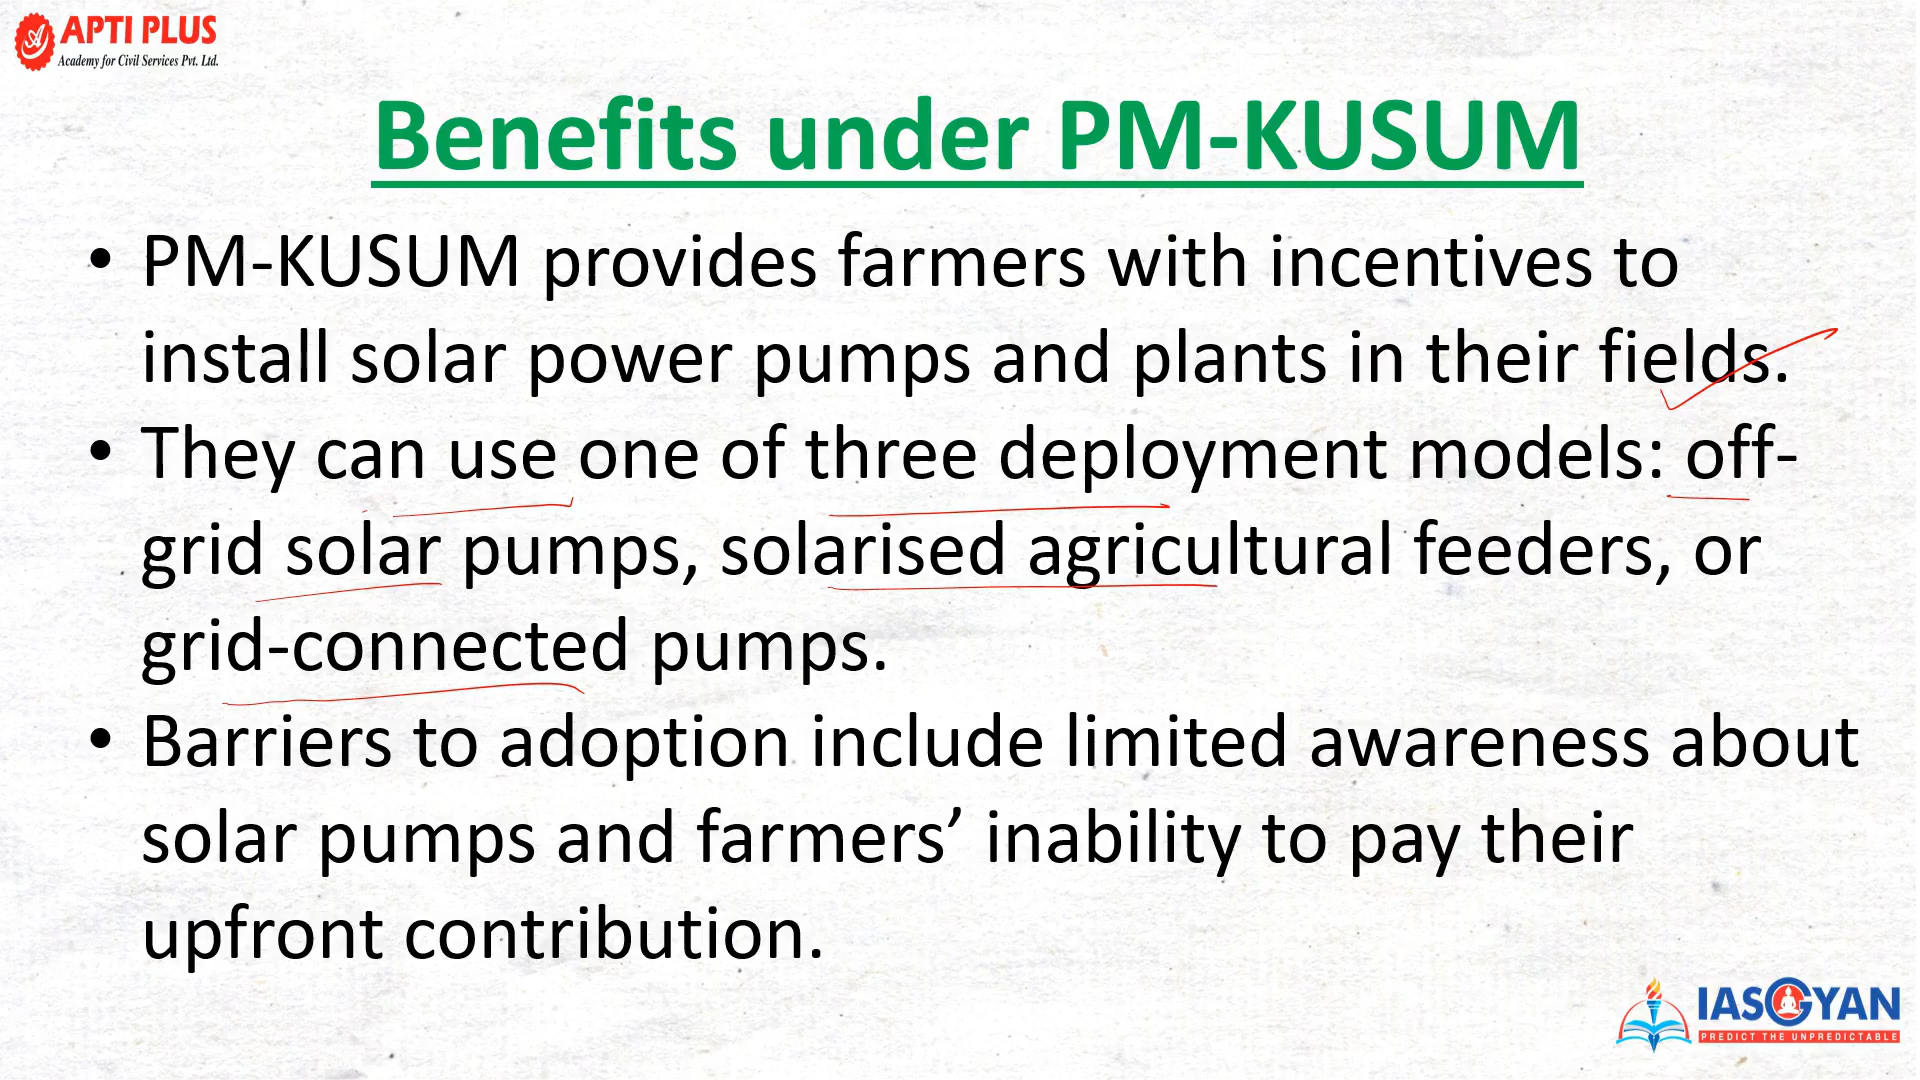 APTI PLUS
Academy for Civil Services Pvt. Ltd.
Benefits under PM-KUSUM
• PM-KUSUM provides farmers with incentives to
install solar power pumps and plants in their fields.
• They can use one of three deployment models: off-
grid solar pumps, solarised agricultural feeders, or
grid-connected pumps.
• Barriers to adoption include limited awareness about
solar pumps and farmers’ inability to pay their
upfront contribution.
IASGYAN
PREDICT THE UNPREDICTABLE